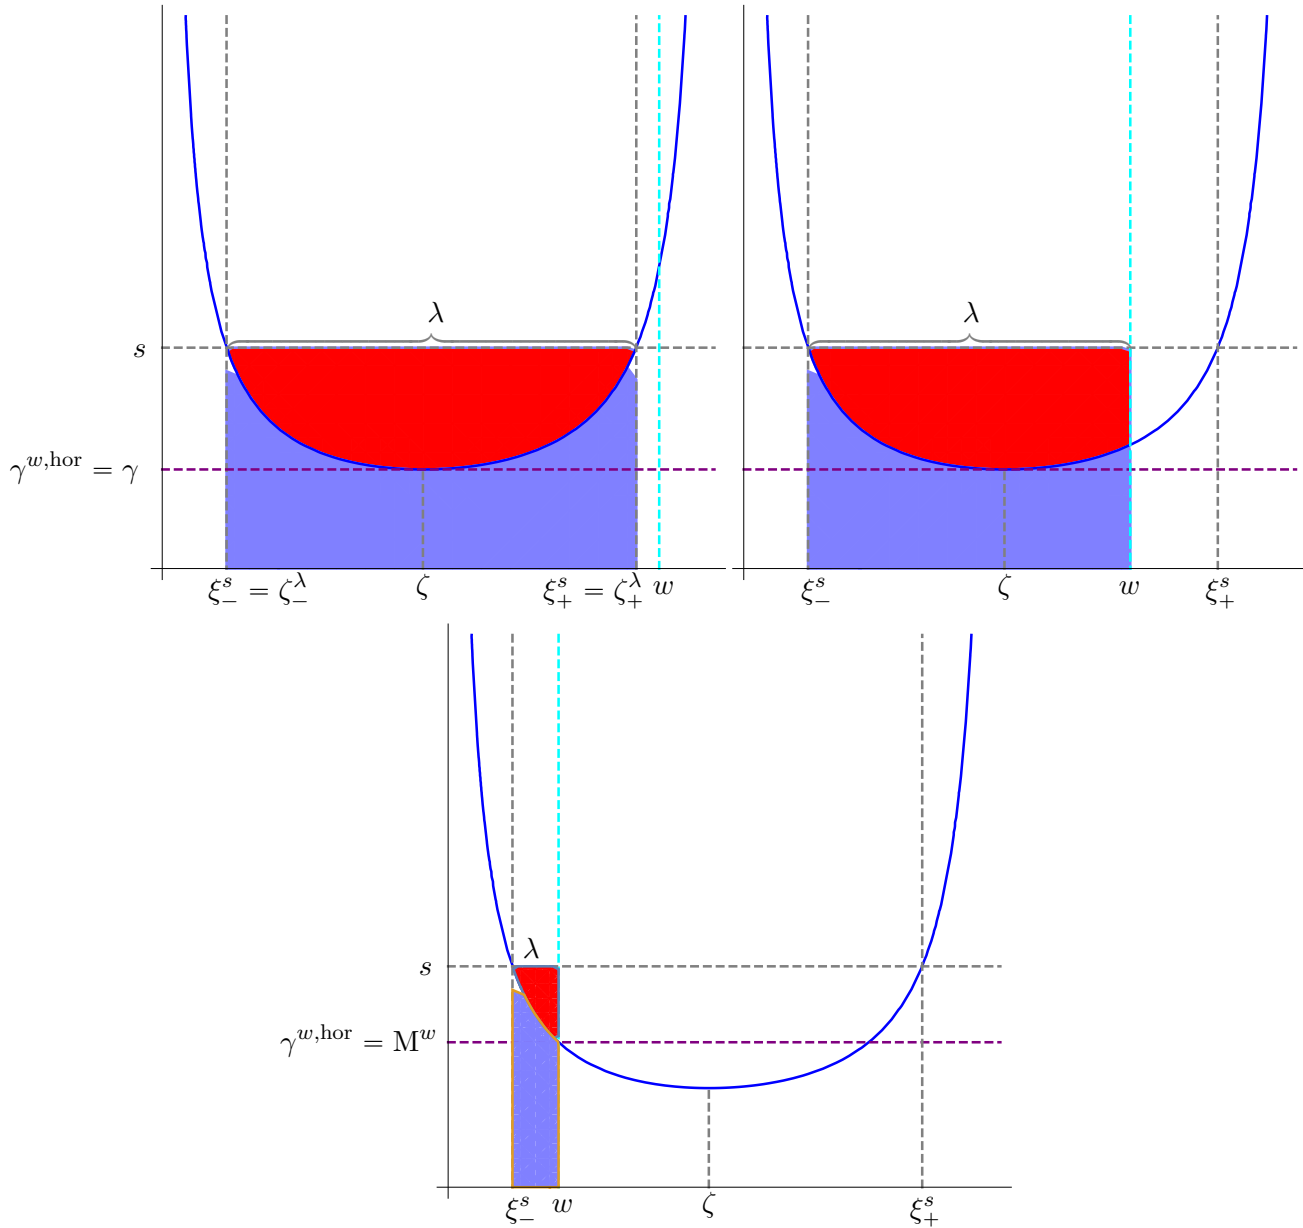 λ
λ
s
γ^{w,hor} = γ
ξ^s_- = ζ^λ_- ζ ξ^s_+ = ζ^λ_+ w
ξ^s_- ζ w ξ^s_+
λ
s
γ^{w,hor} = M^w
ξ^s_- w ζ ξ^s_+